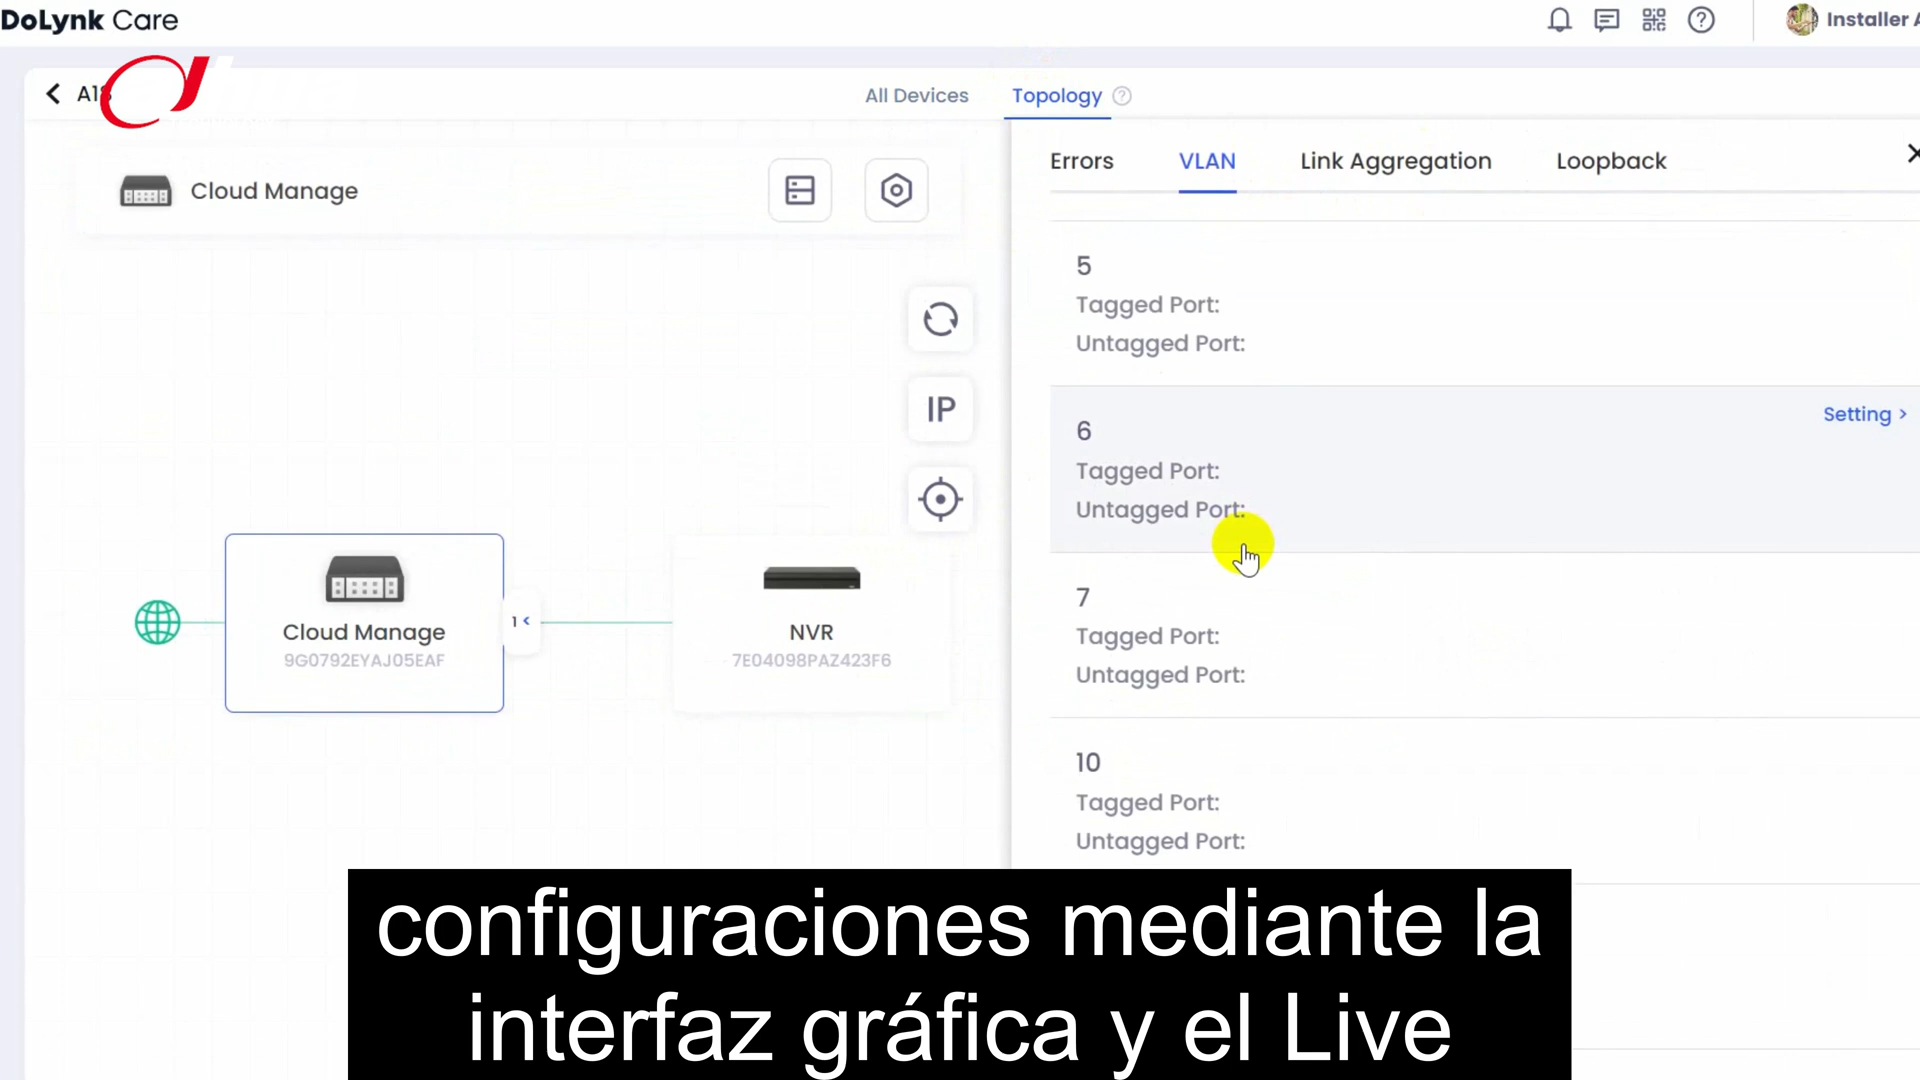 DoLynk Care
Installer
All Devices
Topology
Errors
VLAN
Link Aggregation
Loopback
Cloud Manage
5
Tagged Port:
Untagged Port:
IP
Setting >
6
Tagged Port:
Untagged Port:
7
Tagged Port:
Untagged Port:
Cloud Manage
9G0792EYAJ05EAF
1 <
NVR
7E04098PAZ423F6
10
Tagged Port:
Untagged Port:
configuraciones mediante la
interfaz gráfica y el Live